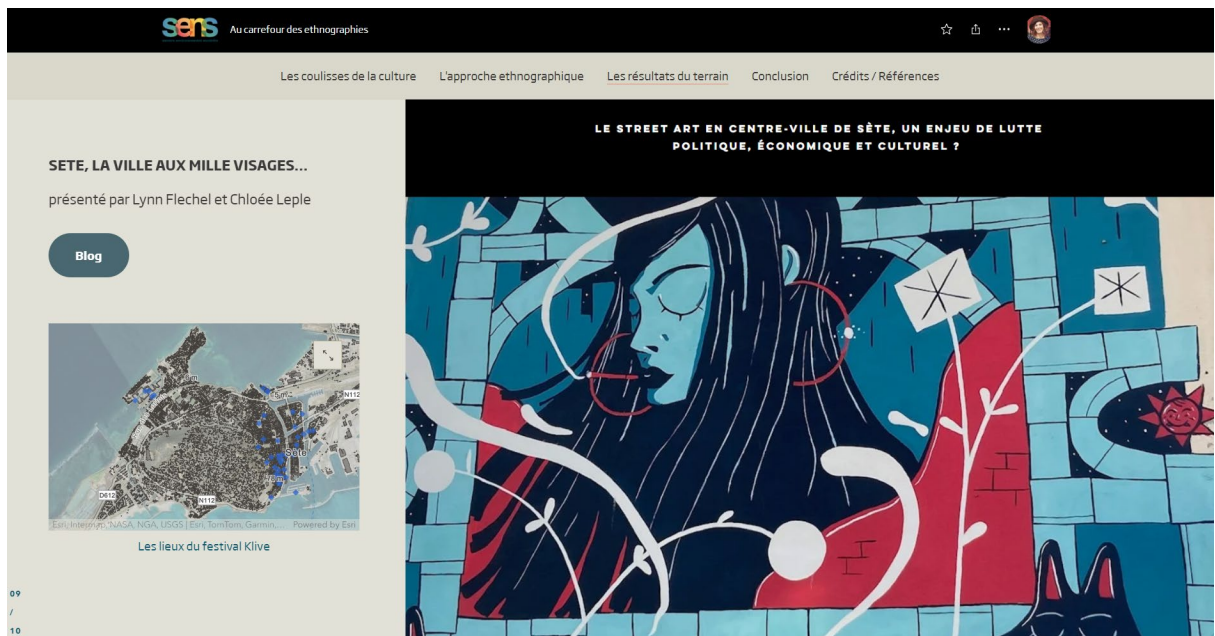 sens
Au carrefour des ethnographies
Les coulisses de la culture
L'approche ethnographique
Les résultats du terrain
Conclusion
Crédits / Références
SETE, LA VILLE AUX MILLE VISAGES...
présenté par Lynn Flechel et Chloée Leple
Blog
LE STREET ART EN CENTRE-VILLE DE SÈTE, UN ENJEU DE LUTTE
POLITIQUE, ÉCONOMIQUE ET CULTUREL ?
N112
Sète
D612
N112
Esri, Intermap, NASA, NGA, USGS | Esri, TomTom, Garmin,... Powered by Esri
Les lieux du festival Klive
09
/
10